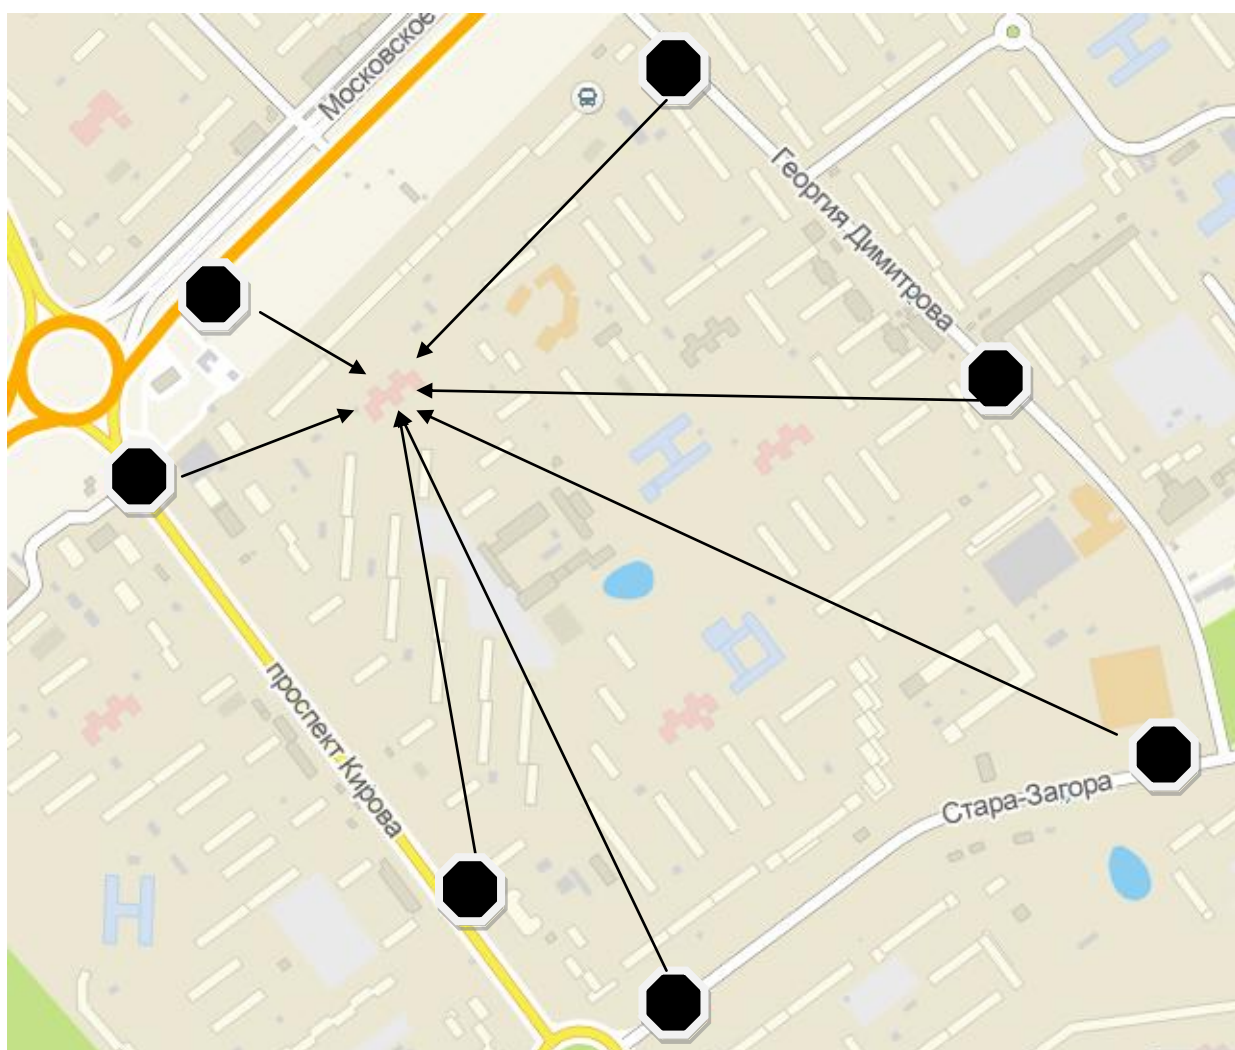 Московское
Георгия Димитрова
проспект Кирова
Стара-Загора